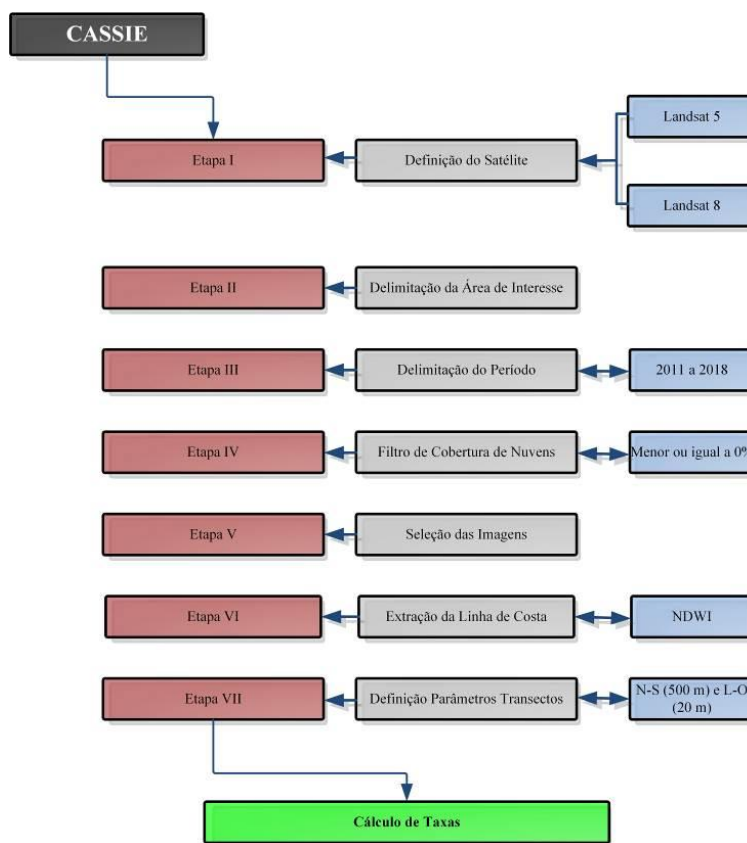 CASSIE
Landsat 5
Etapa I
Definição do Satélite
Landsat 8
Etapa II
Delimitação da Área de Interesse
Etapa III
Delimitação do Período
2011 a 2018
Etapa IV
Filtro de Cobertura de Nuvens
Menor ou igual a 0%
Etapa V
Seleção das Imagens
Etapa VI
Extração da Linha de Costa
NDWI
Etapa VII
Definição Parâmetros Transectos
N-S (500 m) e L-O
(20 m)
Cálculo de Taxas